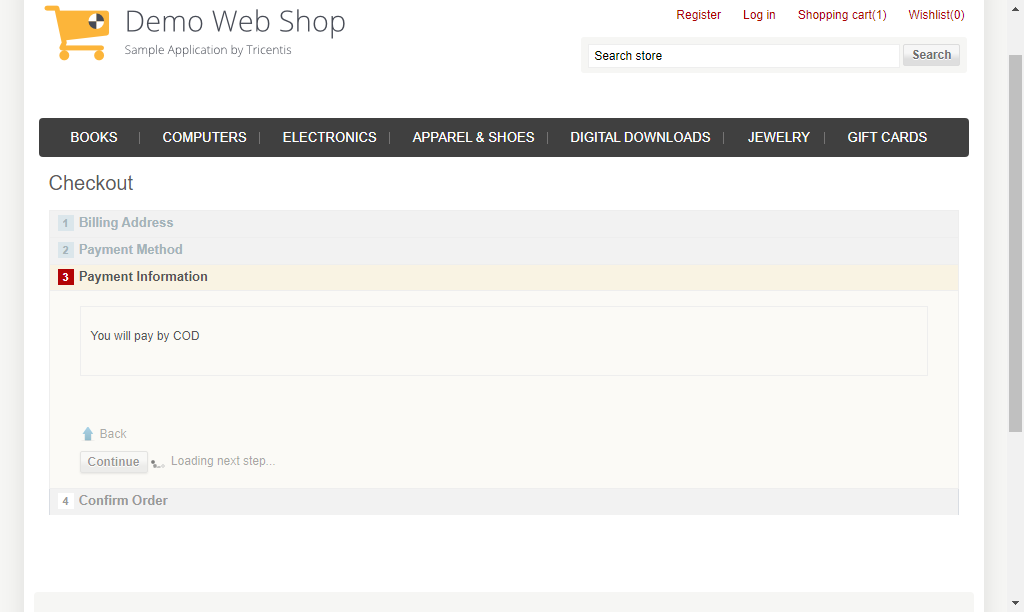 Demo Web Shop
Sample Application by Tricentis
Register Log in Shopping cart(1) Wishlist(0)
Search store Search
BOOKS COMPUTERS ELECTRONICS APPAREL & SHOES DIGITAL DOWNLOADS JEWELRY GIFT CARDS
Checkout
1 Billing Address
2 Payment Method
3 Payment Information
You will pay by COD
Back
Continue Loading next step...
4 Confirm Order